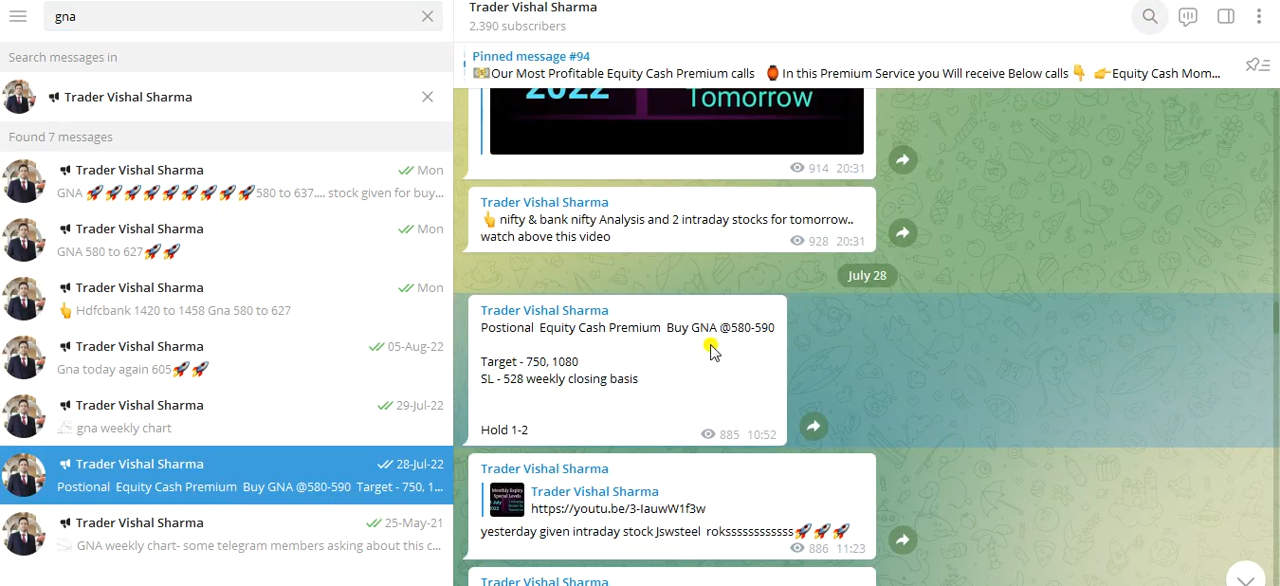 gna
Search messages in
Trader Vishal Sharma
Found 7 messages
Trader Vishal Sharma
Mon
GNA 🚀🚀🚀🚀🚀🚀🚀🚀🚀580 to 637.... stock given for buy...
Trader Vishal Sharma
Mon
GNA 580 to 627🚀🚀
Trader Vishal Sharma
Mon
👆 Hdfcbank 1420 to 1458 Gna 580 to 627
Trader Vishal Sharma
05-Aug-22
Gna today again 605🚀🚀
Trader Vishal Sharma
29-Jul-22
gna weekly chart
Trader Vishal Sharma
28-Jul-22
Postional Equity Cash Premium Buy GNA @580-590 Target - 750, 1...
Trader Vishal Sharma
25-May-21
GNA weekly chart- some telegram members asking about this c...
Trader Vishal Sharma
2,390 subscribers
Pinned message #94
💵Our Most Profitable Equity Cash Premium calls 🏮In this Premium Service you Will receive Below calls 👇 👉Equity Cash Mom...
2022
Tomorrow
914 20:31
Trader Vishal Sharma
👆 nifty & bank nifty Analysis and 2 intraday stocks for tomorrow..
watch above this video
928 20:31
July 28
Trader Vishal Sharma
Postional Equity Cash Premium Buy GNA @580-590
Target - 750, 1080
SL - 528 weekly closing basis
Hold 1-2
885 10:52
Trader Vishal Sharma
Monthly Expiry
Special Levels
Trader Vishal Sharma
https://youtu.be/3-IauwW1f3w
yesterday given intraday stock Jswsteel rokssssssssssss🚀🚀🚀
886 11:23
Trader Vishal Sharma